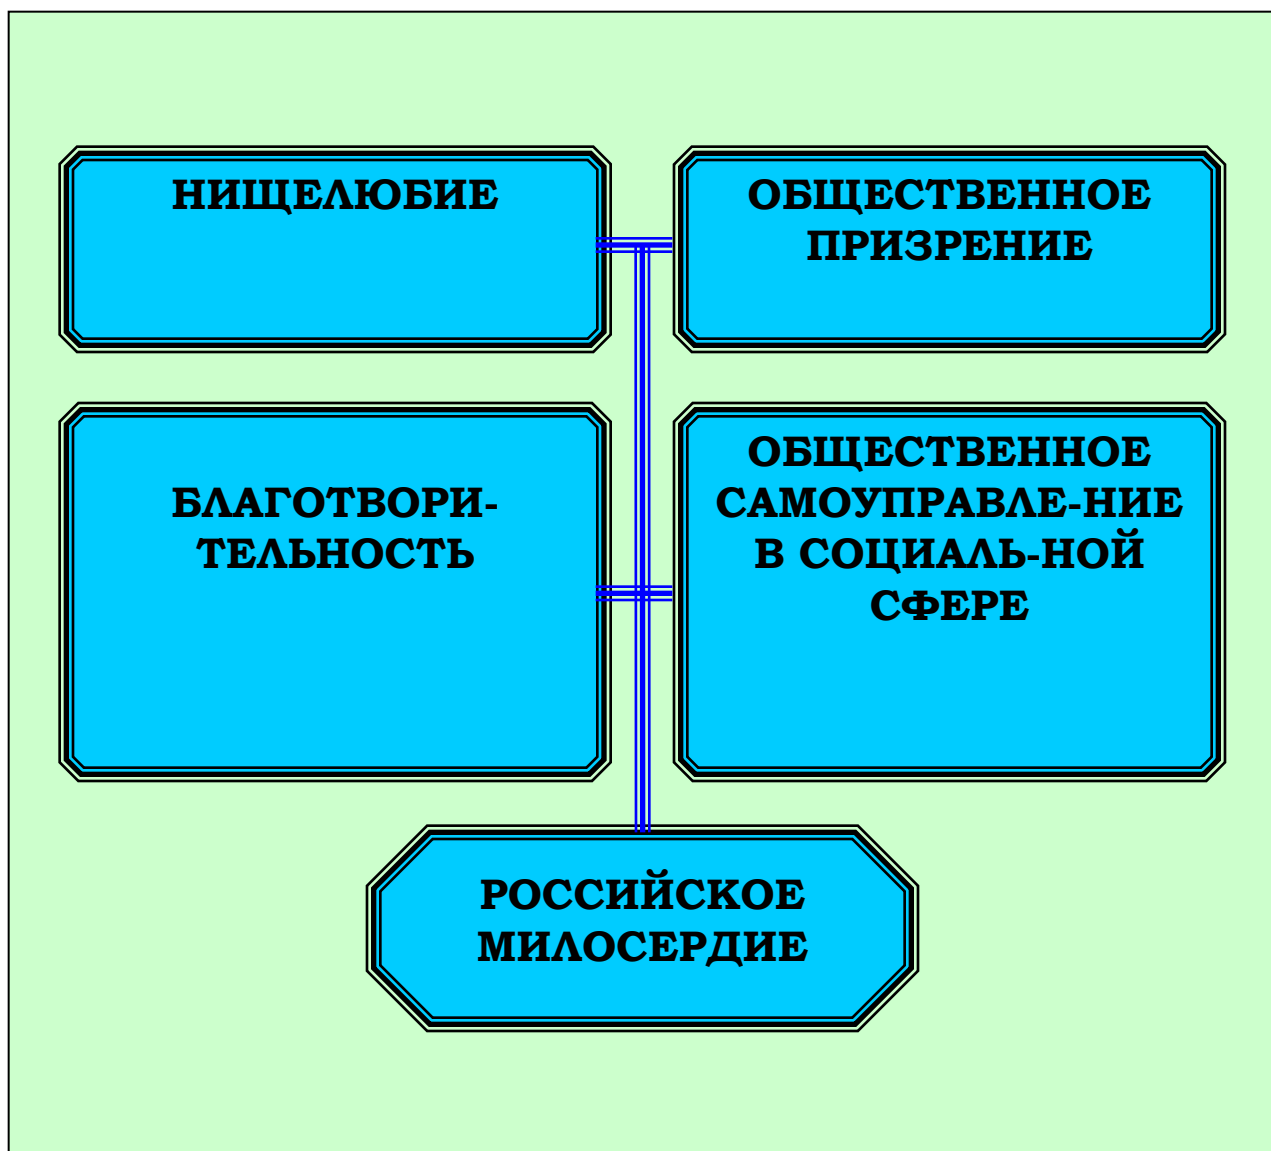 НИЩЕЛЮБИЕ
ОБЩЕСТВЕННОЕ
ПРИЗРЕНИЕ
БЛАГОТВОРИ-
ТЕЛЬНОСТЬ
ОБЩЕСТВЕННОЕ
САМОУПРАВЛЕ-НИЕ
В СОЦИАЛЬ-НОЙ
СФЕРЕ
РОССИЙСКОЕ
МИЛОСЕРДИЕ